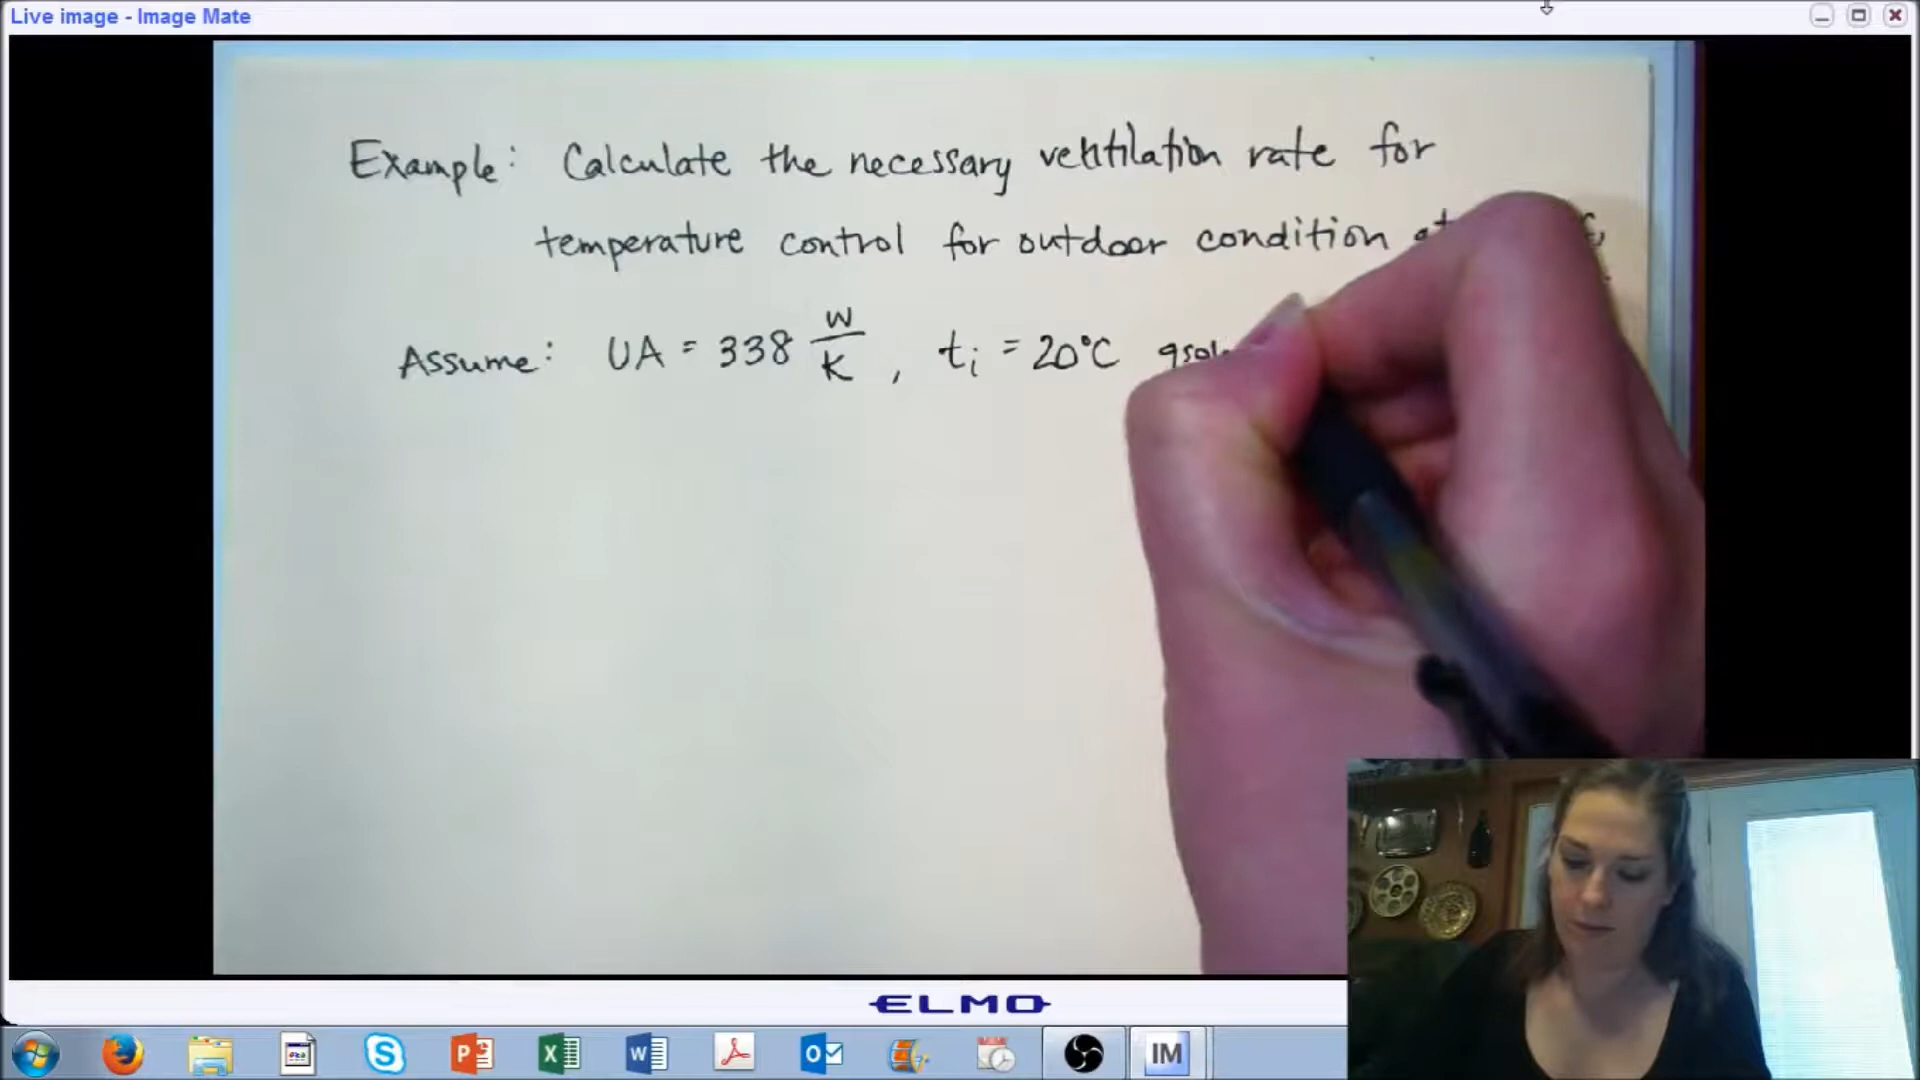 Live image - Image Mate
Example: Calculate the necessary ventilation rate for
temperature control for outdoor condition at
Assume: UA = 338 W/K, ti = 20°C
ELMO
IM